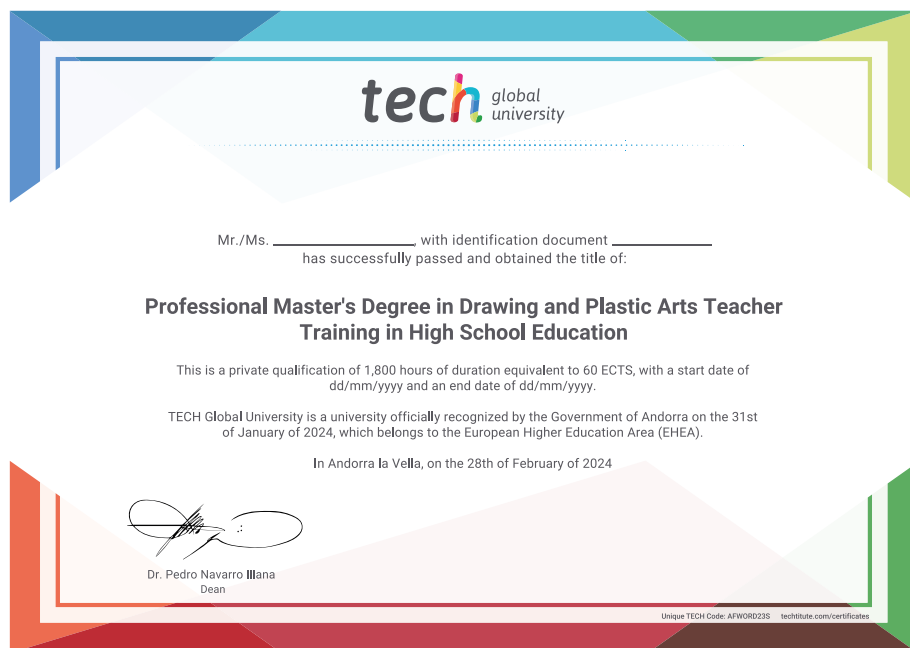 tech global university
Mr./Ms. ____________, with identification document ____________
has successfully passed and obtained the title of:
Professional Master's Degree in Drawing and Plastic Arts Teacher
Training in High School Education
This is a private qualification of 1,800 hours of duration equivalent to 60 ECTS, with a start date of
dd/mm/yyyy and an end date of dd/mm/yyyy.
TECH Global University is a university officially recognized by the Government of Andorra on the 31st
of January of 2024, which belongs to the European Higher Education Area (EHEA).
In Andorra la Vella, on the 28th of February of 2024
Dr. Pedro Navarro Illana
Dean
Unique TECH Code: AFWORD23S techtitute.com/certificates